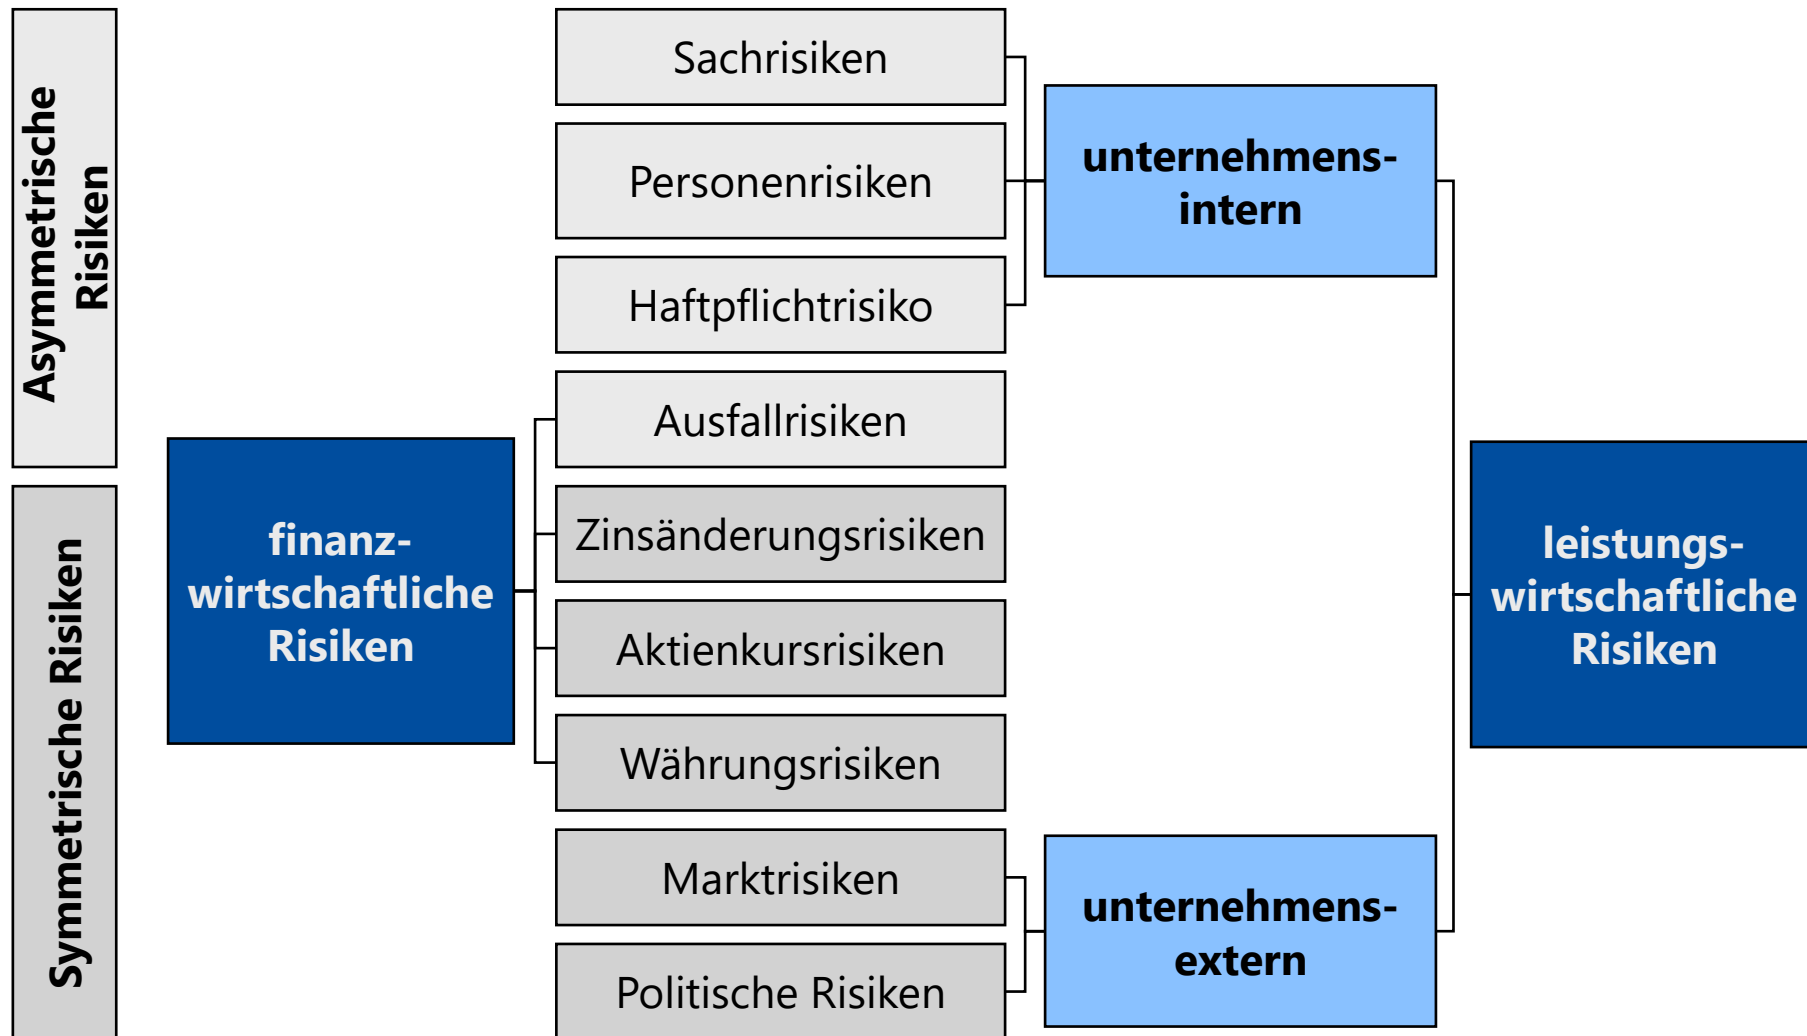 Asymmetrische
Risiken
Symmetrische Risiken
finanz-
wirtschaftliche
Risiken
Sachrisiken
Personenrisiken
Haftpflichtrisiko
Ausfallrisiken
Zinsänderungsrisiken
Aktienkursrisiken
Währungsrisiken
Marktrisiken
Politische Risiken
unternehmens-
intern
unternehmens-
extern
leistungs-
wirtschaftliche
Risiken